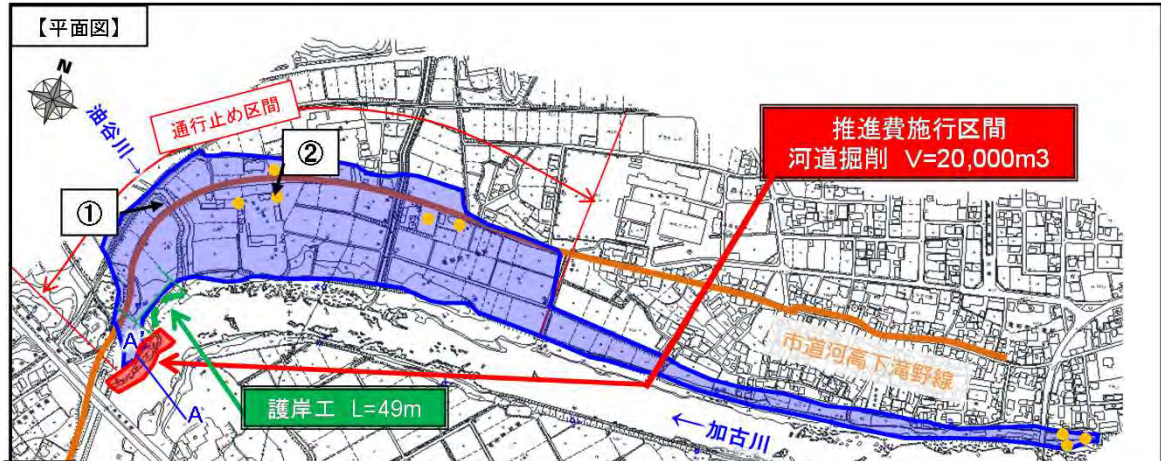 【平面図】
N
油谷川
通行止め区間
②
①
推進費施行区間
河道掘削 V=20,000m3
市道河高下滝野線
A'
護岸工 L=49m
A
←加古川